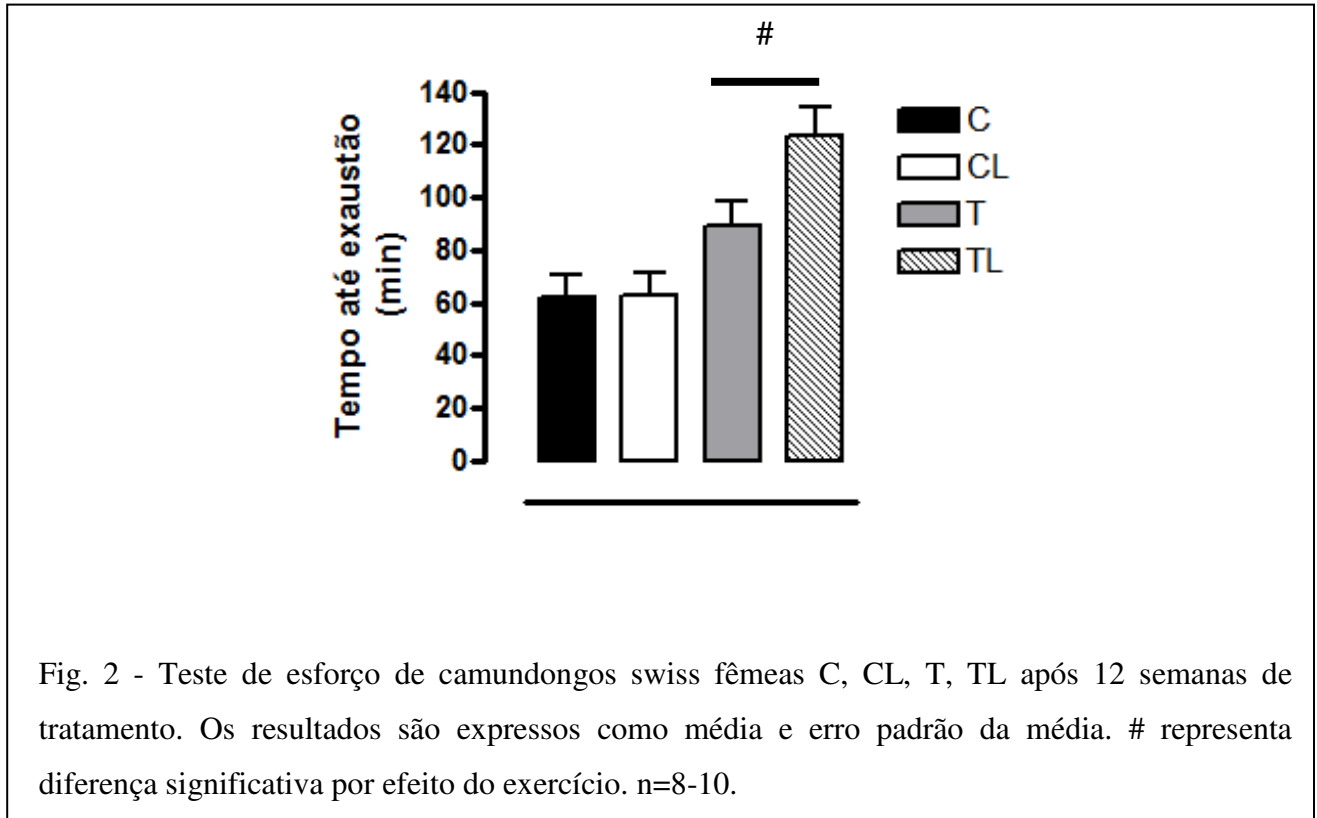 #
Tempo até exaustão
(min)
140
120
100
80
60
40
20
0
C
CL
T
TL
Fig. 2 - Teste de esforço de camundongos swiss fêmeas C, CL, T, TL após 12 semanas de
tratamento. Os resultados são expressos como média e erro padrão da média. # representa
diferença significativa por efeito do exercício. n=8-10.